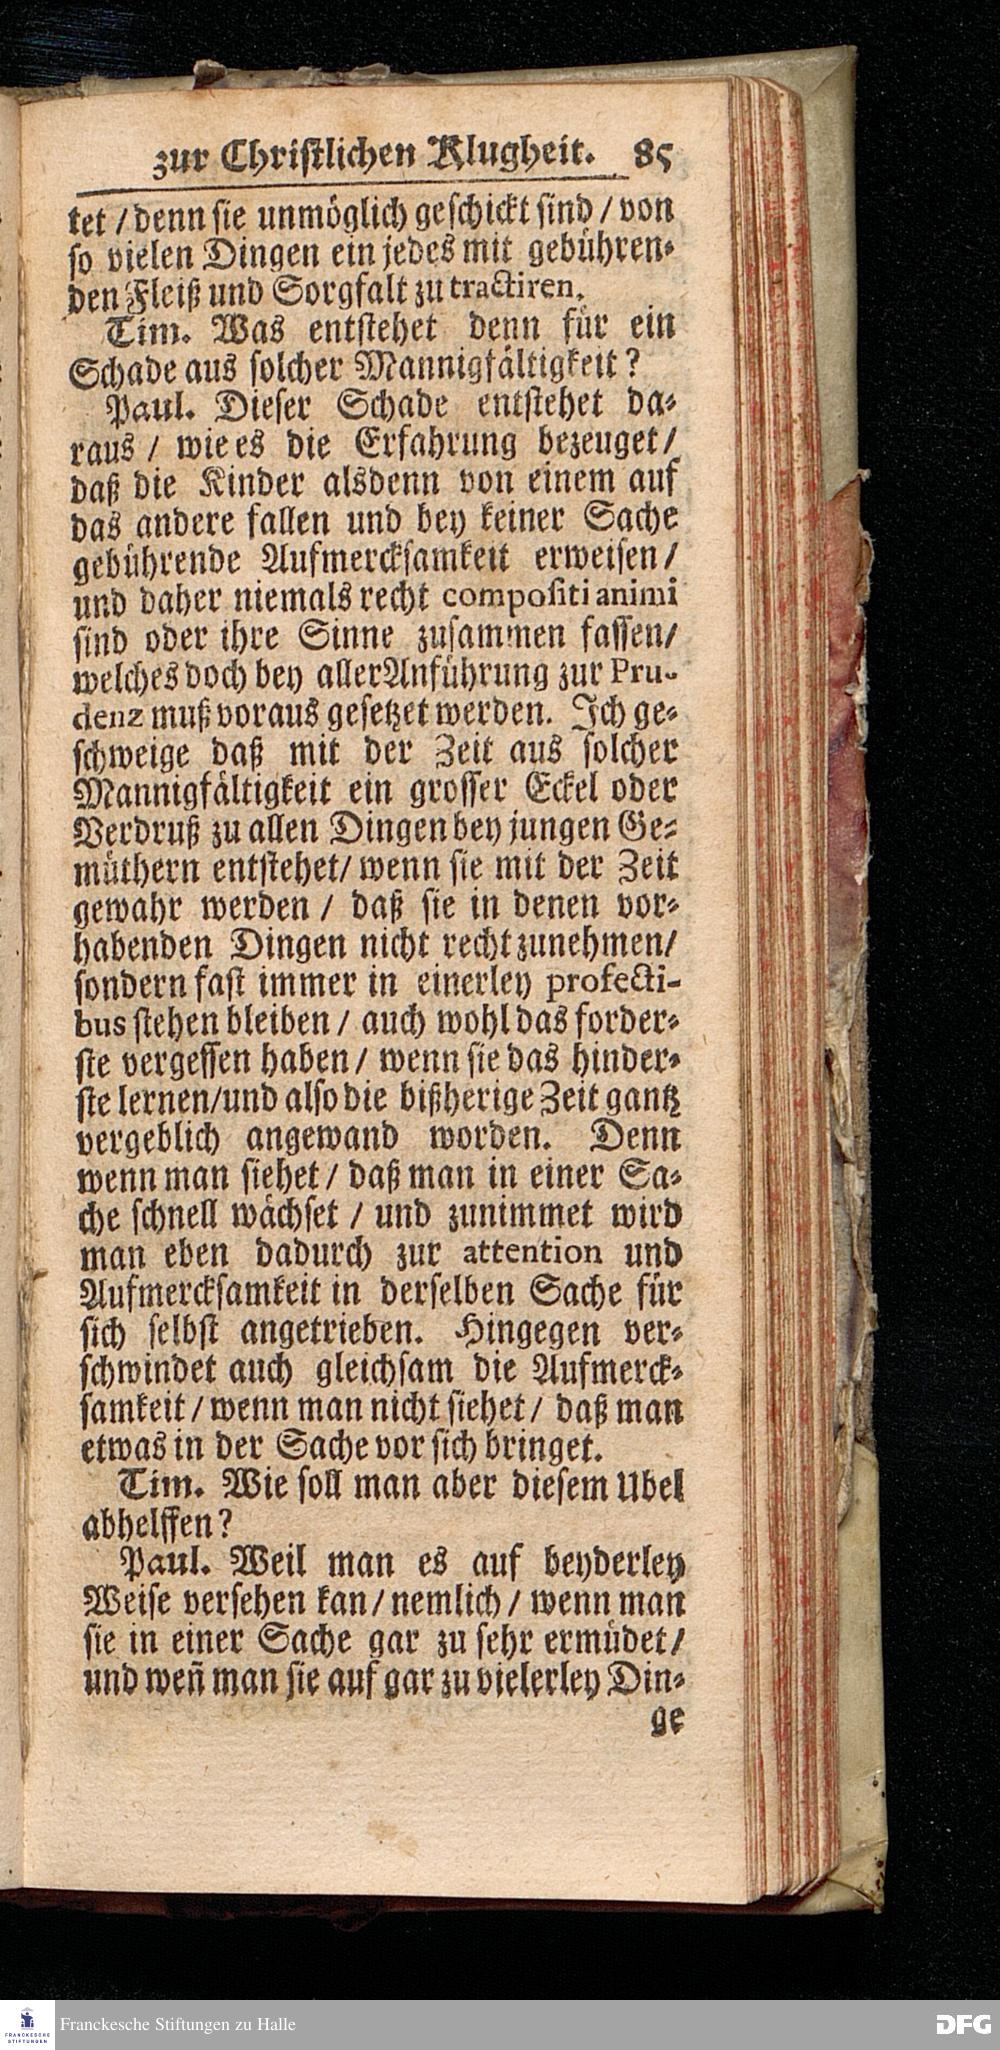 zur Christlichen Klugheit. 85
tet / denn sie unmöglich geschickt sind / von
so vielen Dingen ein jedes mit gebühren-
den Fleiß und Sorgfalt zu tractiren.
Tim. Was entstehet denn für ein
Schade aus solcher Mannigfältigkeit?
Paul. Dieser Schade entstehet da-
raus / wie es die Erfahrung bezeuget /
daß die Kinder alsdenn von einem auf
das andere fallen und bey keiner Sache
gebührende Aufmercksamkeit erweisen /
und daher niemals recht compositi animi
sind oder ihre Sinne zusammen fassen /
welches doch bey aller Anführung zur Pru-
denz muß voraus gesetzet werden. Ich ge-
schweige daß mit der Zeit aus solcher
Mannigfältigkeit ein grosser Eckel oder
Verdruß zu allen Dingen bey jungen Ge-
müthern entstehet / wenn sie mit der Zeit
gewahr werden / daß sie in denen vor-
habenden Dingen nicht recht zunehmen /
sondern fast immer in einerley profecti-
bus stehen bleiben / auch wohl das forder-
ste vergessen haben / wenn sie das hinder-
ste lernen / und also die bißherige Zeit gantz
vergeblich angewand worden. Denn
wenn man siehet / daß man in einer Sa-
che schnell wächset / und zunimmet wird
man eben dadurch zur attention und
Aufmercksamkeit in derselben Sache für
sich selbst angetrieben. Hingegen ver-
schwindet auch gleichsam die Aufmerck-
samkeit / wenn man nicht siehet / daß man
etwas in der Sache vor sich bringet.
Tim. Wie soll man aber diesem Ubel
abhelffen?
Paul. Weil man es auf beyderley
Weise versehen kan / nemlich / wenn man
sie in einer Sache gar zu sehr ermüdet /
und weñ man sie auf gar zu vielerley Din-
ge
FRANCKESCHE
STIFTUNGEN
Franckesche Stiftungen zu Halle
DFG